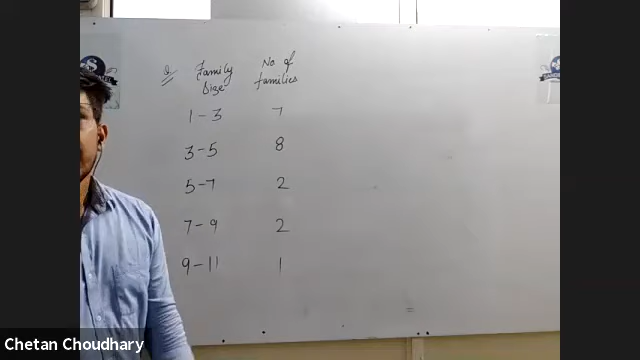 Q Family Size No. of families
1 – 3 7
3 – 5 8
5 – 7 2
7 – 9 2
9 – 11 1
Chetan Choudhary